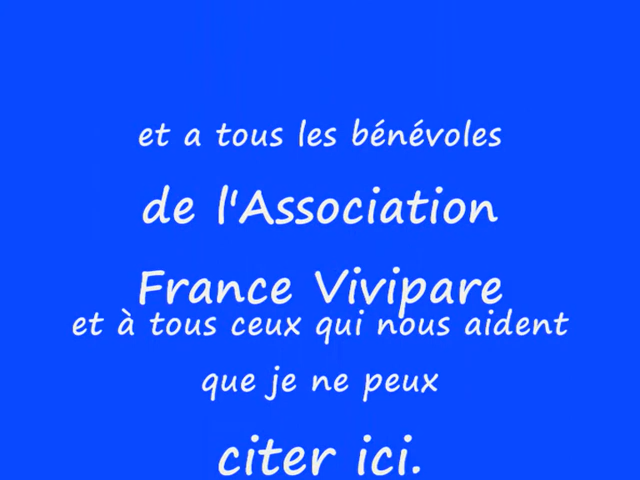 et a tous les bénévoles
de l'Association
France Vivipare
et à tous ceux qui nous aident
que je ne peux
citer ici.